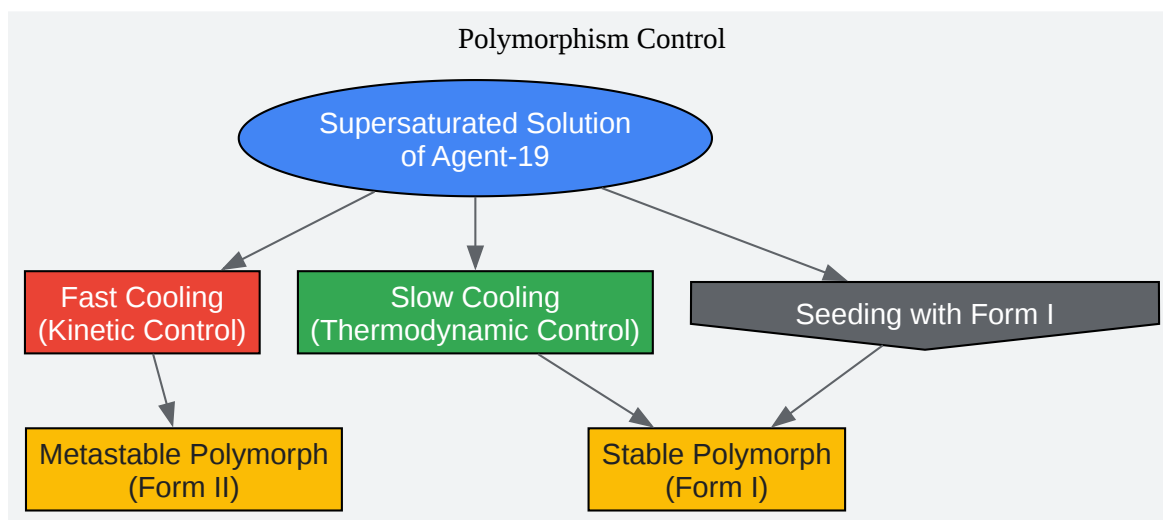 Polymorphism Control
Supersaturated Solution
of Agent-19
Fast Cooling
(Kinetic Control)
Slow Cooling
(Thermodynamic Control)
Seeding with Form I
Metastable Polymorph
(Form II)
Stable Polymorph
(Form I)